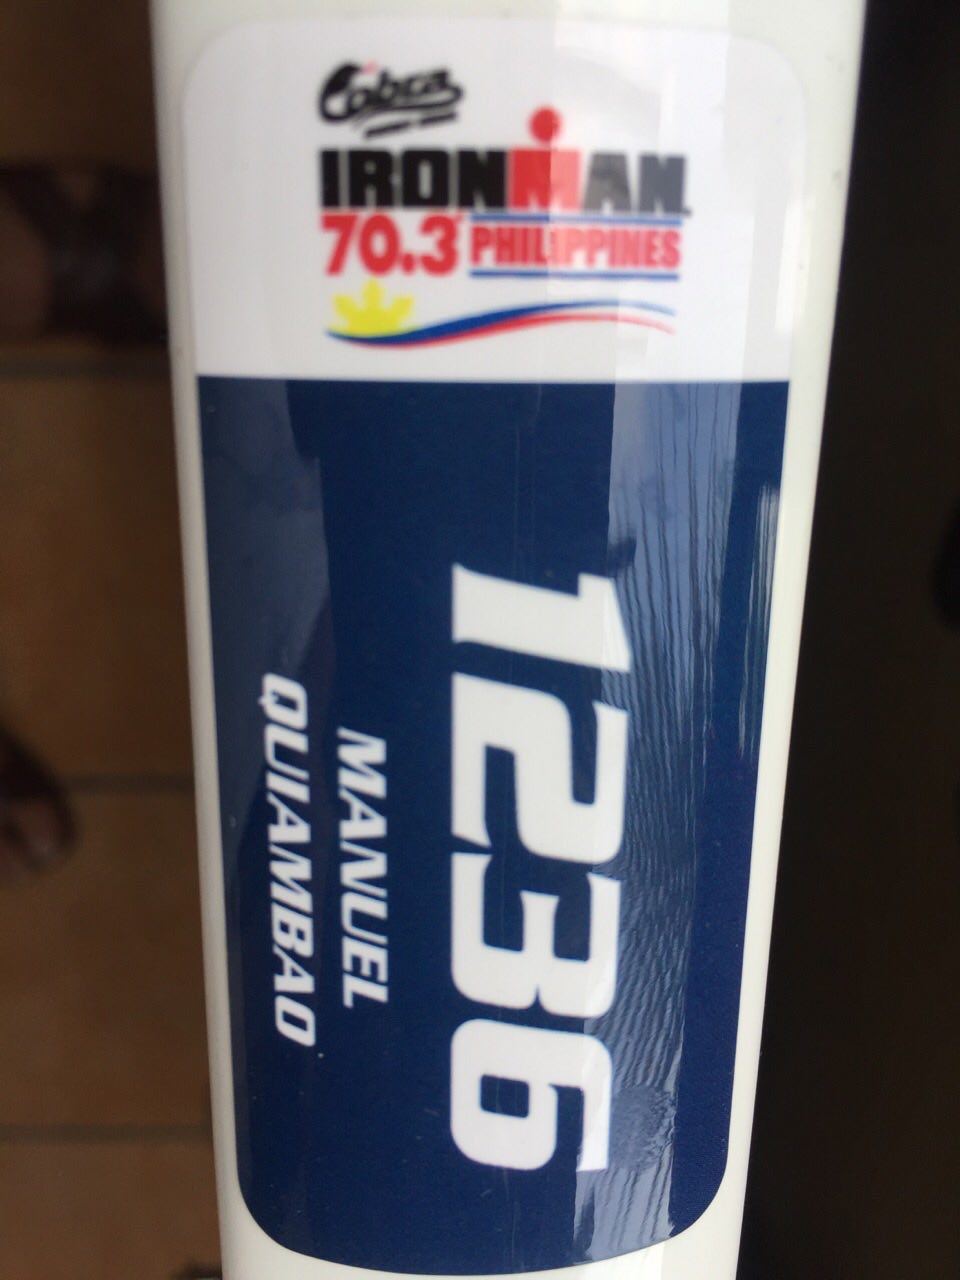 Cobra
IRONMAN
70.3 PHILIPPINES
1236
MANUEL
QUIAMBAO